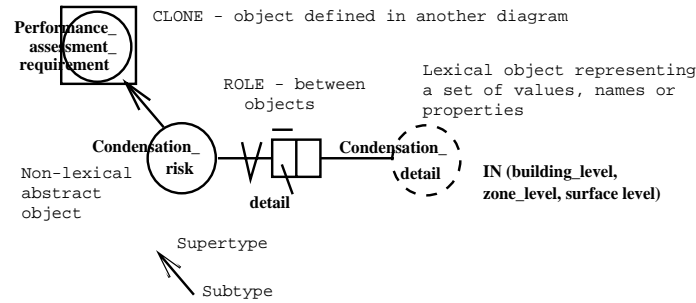 CLONE - object defined in another diagram
Performance_
assessment_
requirement
Lexical object representing
a set of values, names or
properties
ROLE - between
objects
Condensation_
risk
Condensation_
detail
Non-lexical
abstract
object
detail
IN (building_level,
zone_level, surface level)
Supertype
Subtype